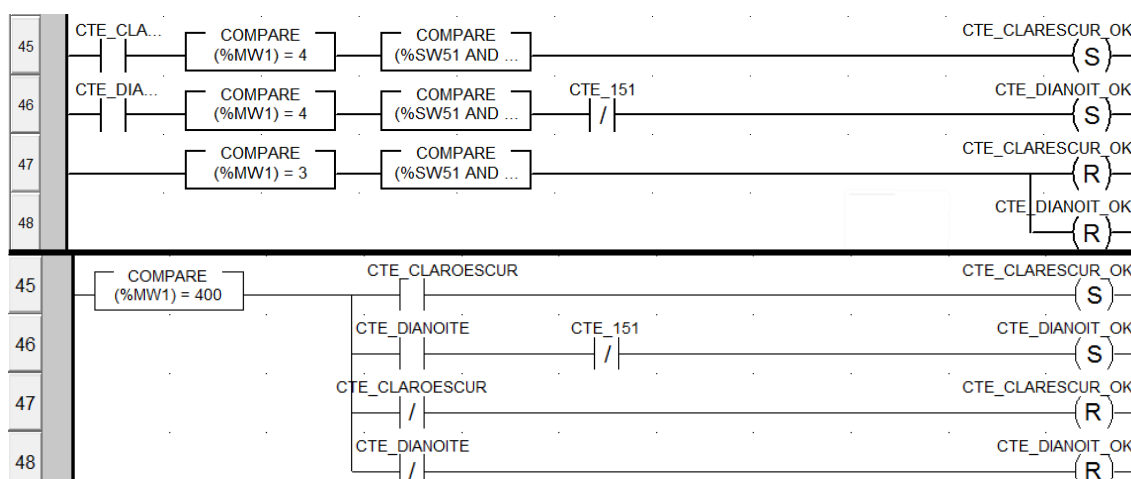 CTE_CLA... COMPARE COMPARE CTE_CLARESCUR_OK
45 (%MW1) = 4 (%SW51 AND ... S
CTE_DIA... COMPARE COMPARE CTE_151 CTE_DIANOIT_OK
46 (%MW1) = 4 (%SW51 AND ... / S
COMPARE COMPARE CTE_CLARESCUR_OK
47 (%MW1) = 3 (%SW51 AND ... R
CTE_DIANOIT_OK
48 R
COMPARE CTE_CLAROESCUR CTE_CLARESCUR_OK
45 (%MW1) = 400 S
CTE_DIANOITE CTE_151 CTE_DIANOIT_OK
46 / S
CTE_CLAROESCUR CTE_CLARESCUR_OK
47 / R
CTE_DIANOITE CTE_DIANOIT_OK
48 / R